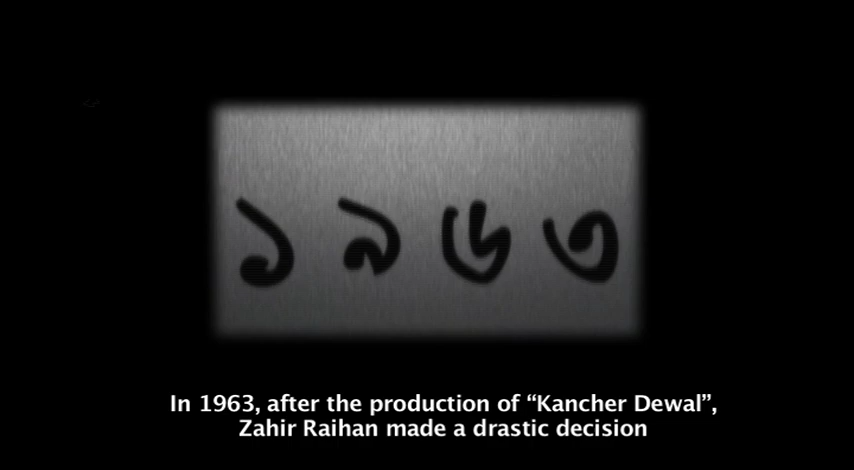 ১৯৬৩
In 1963, after the production of “Kancher Dewal”,
Zahir Raihan made a drastic decision